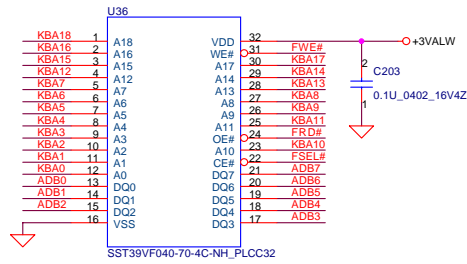 U36
KBA18 1 A18 VDD 32 +3VALW
KBA16 2 A16 WE# 31 FWE#
KBA15 3 A15 A17 30 KBA17
KBA12 4 A12 A14 29 KBA14
KBA7 5 A7 A13 28 KBA13
KBA6 6 A6 A8 27 KBA8
KBA5 7 A5 A9 26 KBA9
KBA4 8 A4 A11 25 KBA11
KBA3 9 A3 OE# 24 FRD#
KBA2 10 A2 A10 23 KBA10
KBA1 11 A1 CE# 22 FSEL#
KBA0 12 A0 DQ7 21 ADB7
ADB0 13 DQ0 DQ6 20 ADB6
ADB1 14 DQ1 DQ5 19 ADB5
ADB2 15 DQ2 DQ4 18 ADB4
16 VSS DQ3 17 ADB3
SST39VF040-70-4C-NH_PLCC32
2
C203
0.1U_0402_16V4Z
1